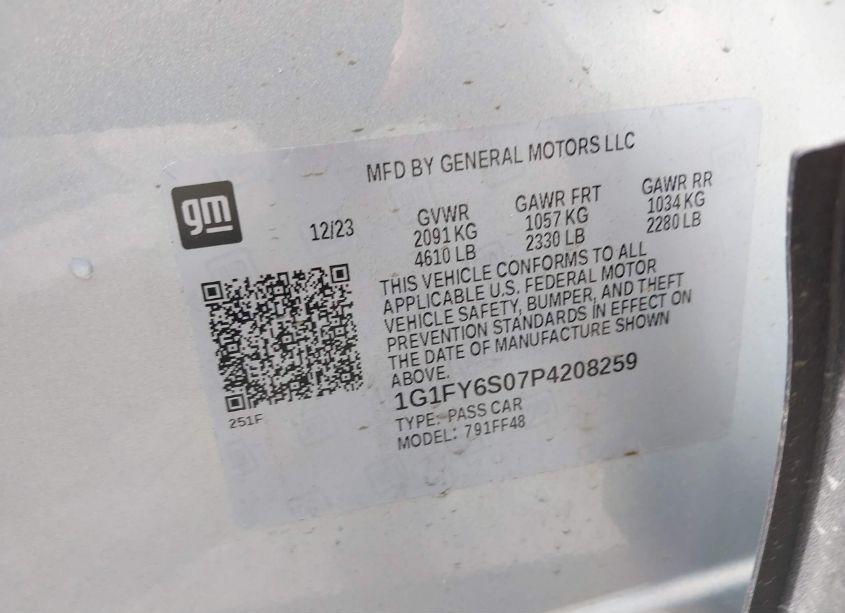 MFD BY GENERAL MOTORS LLC
gm
12/23
GVWR
2091 KG
4610 LB
GAWR FRT
1057 KG
2330 LB
GAWR RR
1034 KG
2280 LB
THIS VEHICLE CONFORMS TO ALL
APPLICABLE U.S. FEDERAL MOTOR
VEHICLE SAFETY, BUMPER, AND THEFT
PREVENTION STANDARDS IN EFFECT ON
THE DATE OF MANUFACTURE SHOWN
ABOVE.
1G1FY6S07P4208259
TYPE: PASS CAR
MODEL: 791FF48
251F